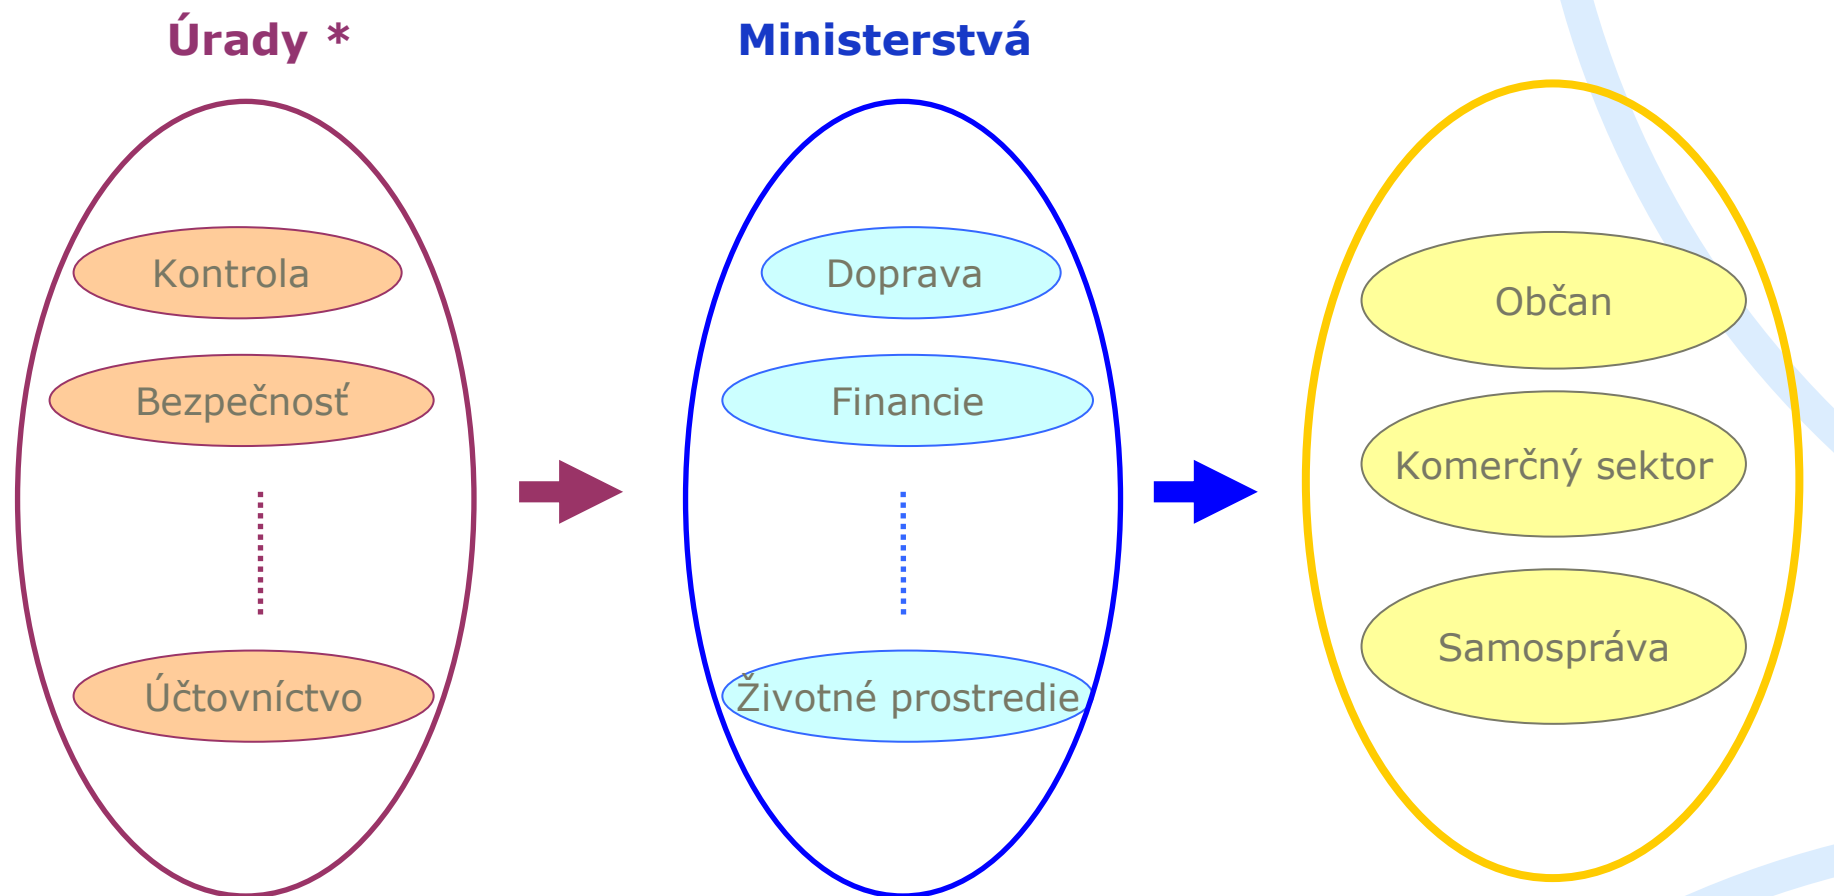 Úrady *
Kontrola
Bezpečnosť
Účtovníctvo
Ministerstvá
Doprava
Financie
Životné prostredie
Občan
Komerčný sektor
Samospráva